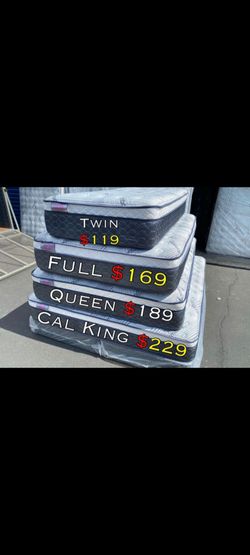 TWIN
$119
FULL $169
QUEEN $189
CAL KING $229